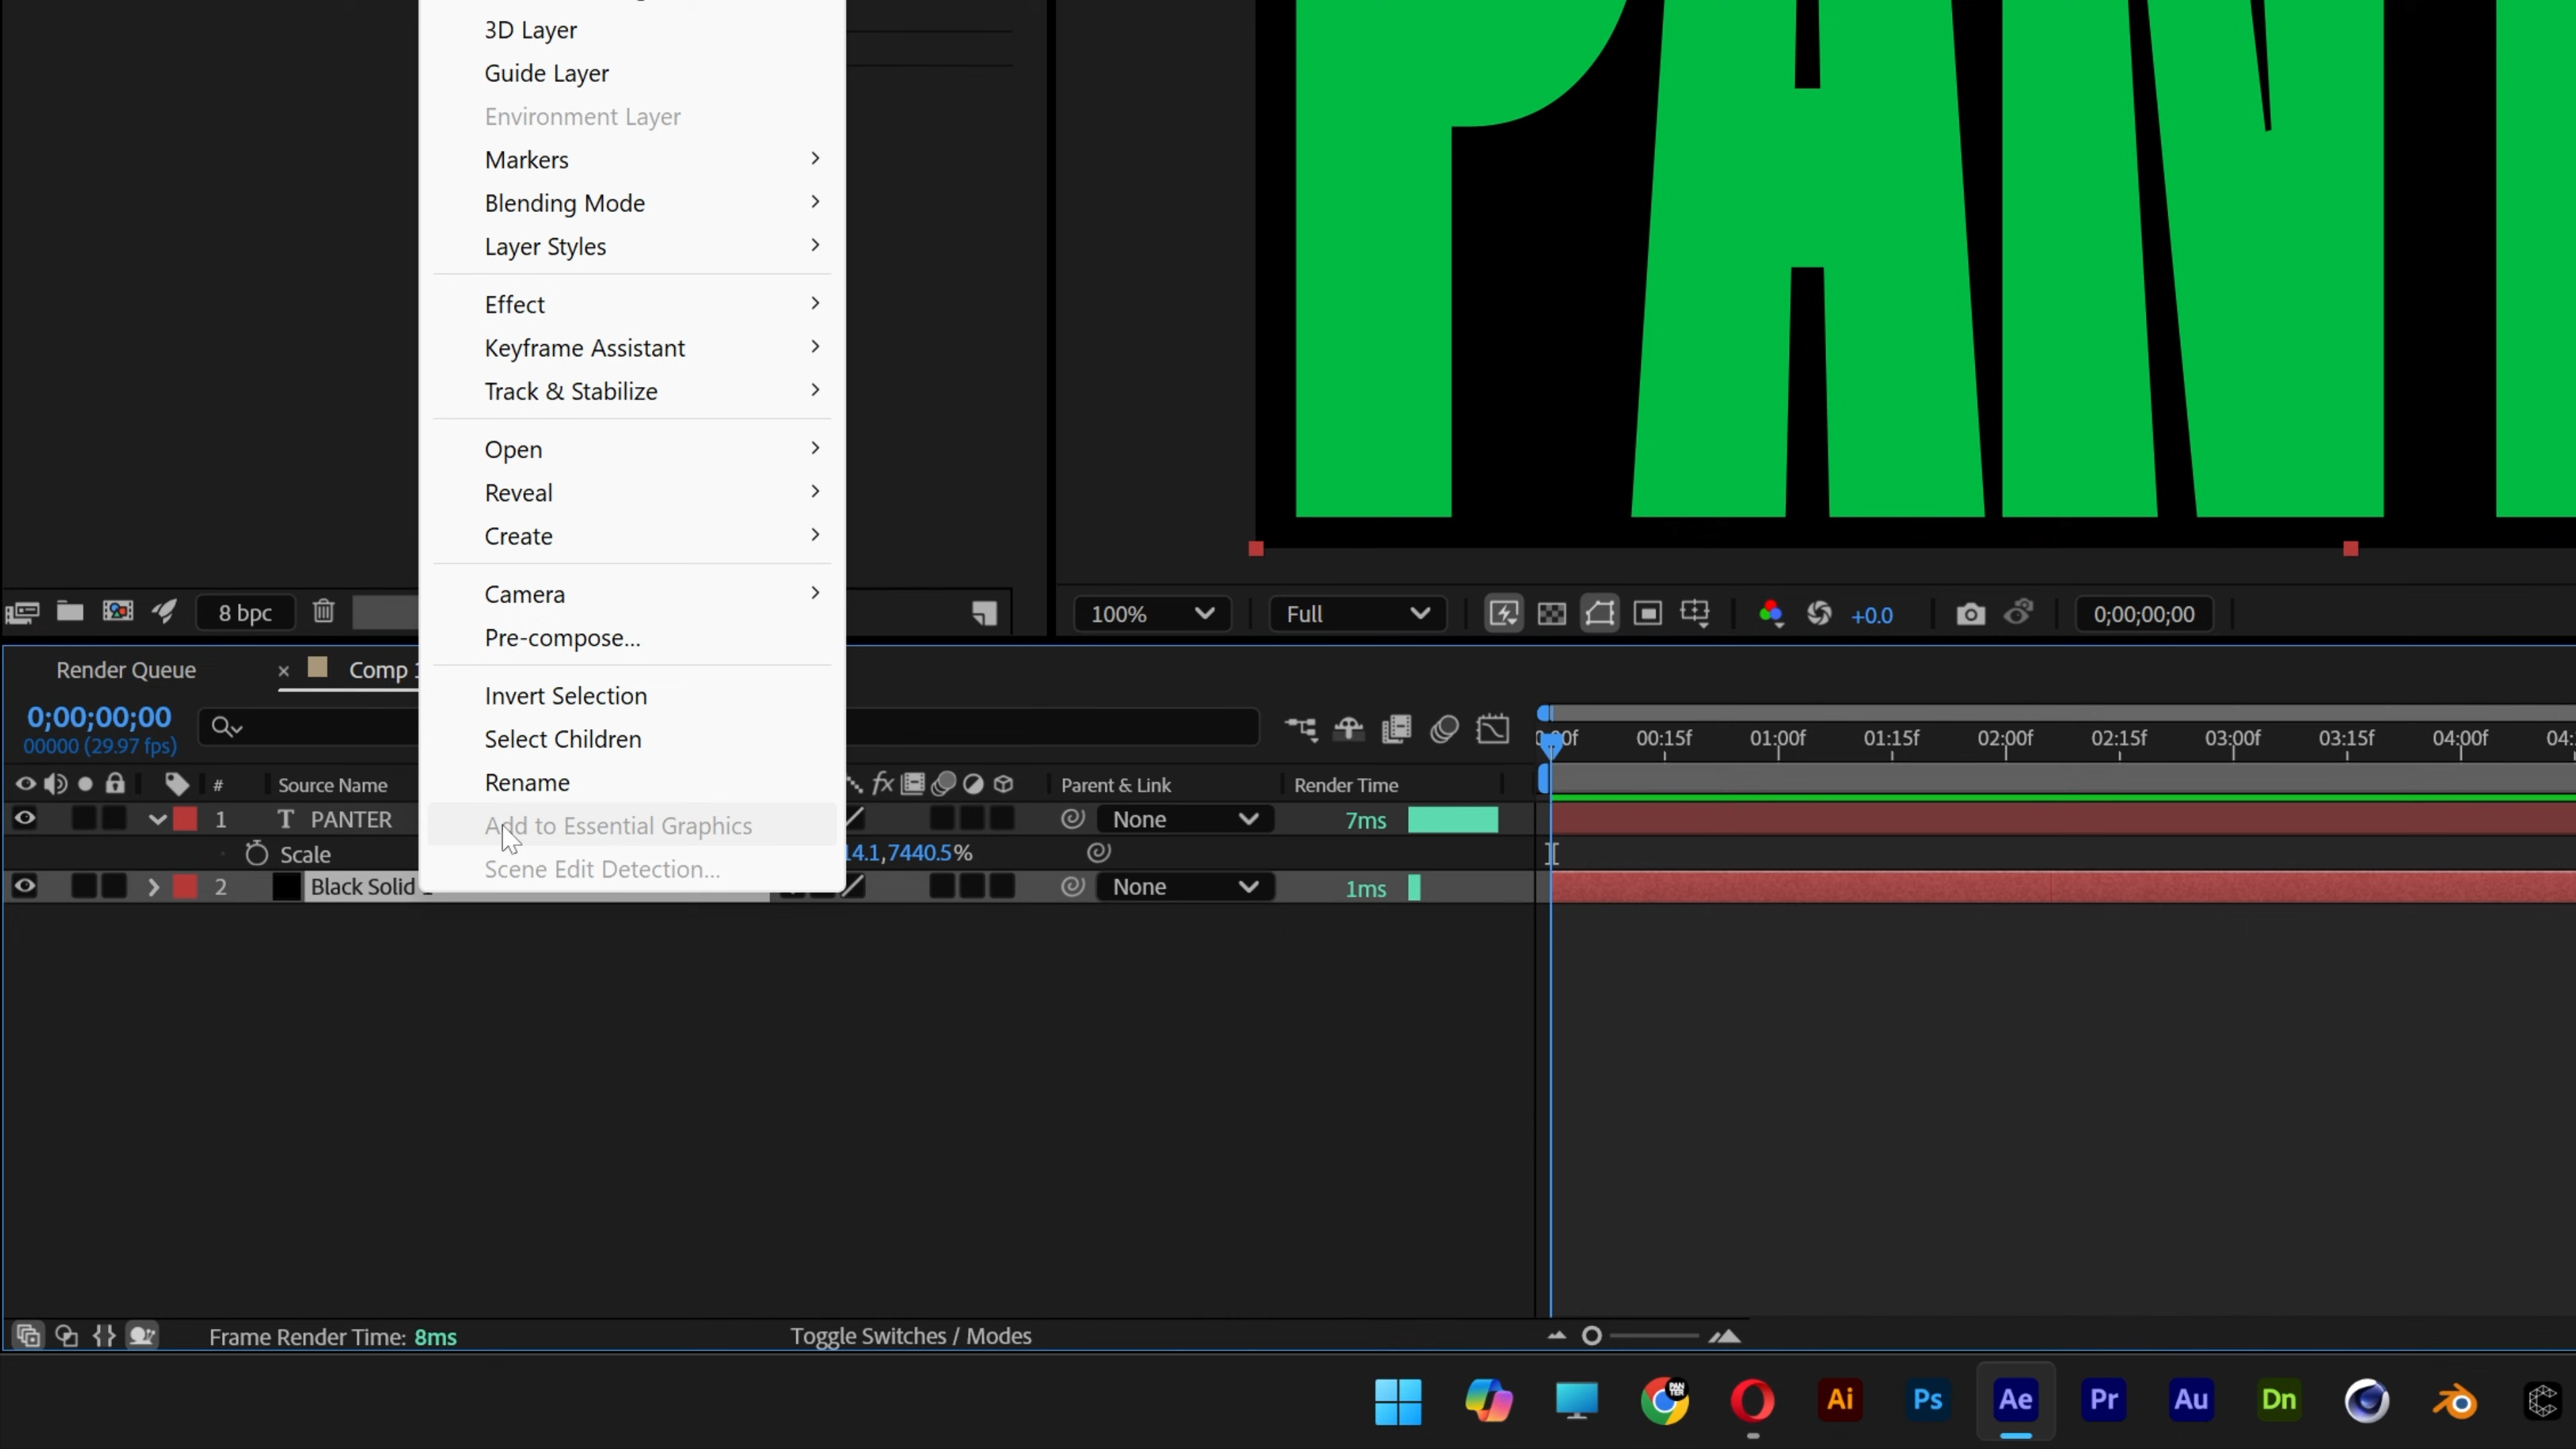 3D Layer
Guide Layer
Environment Layer
Markers
Blending Mode
Layer Styles
Effect
Keyframe Assistant
Track & Stabilize
Open
Reveal
Create
Camera
Pre-compose...
Invert Selection
Select Children
Rename
Add to Essential Graphics
Scene Edit Detection...
PAN
8 bpc
100%
Full
+0.0
0;00;00;00
Render Queue
Comp
0;00;00;00
00000 (29.97 fps)
00:15f 01:00f 01:15f 02:00f 02:15f 03:00f 03:15f 04:00f 04:
# Source Name fx Parent & Link Render Time
1 T PANTER None 7ms
Scale 14.1,7440.5%
2 Black Solid None 1ms
Frame Render Time: 8ms Toggle Switches / Modes
PAN TER
Ai Ps Ae Pr Au Dn